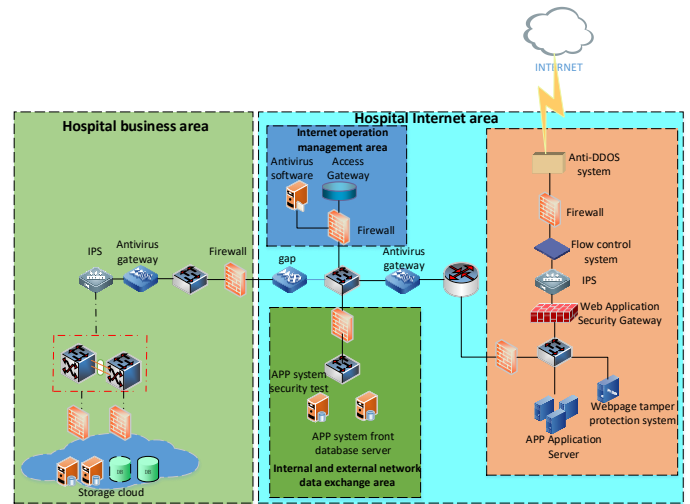 INTERNET
Hospital business area
Hospital Internet area
Internet operation
management area
Antivirus
software
Access
Gateway
Firewall
Anti-DDOS
system
Firewall
Flow control
system
IPS
Web Application
Security Gateway
IPS
Antivirus
gateway
Firewall
gap
Antivirus
gateway
APP system
security test
APP system front
database server
Internal and external network
data exchange area
Webpage tamper
protection system
APP Application
Server
DB
DB
Storage cloud